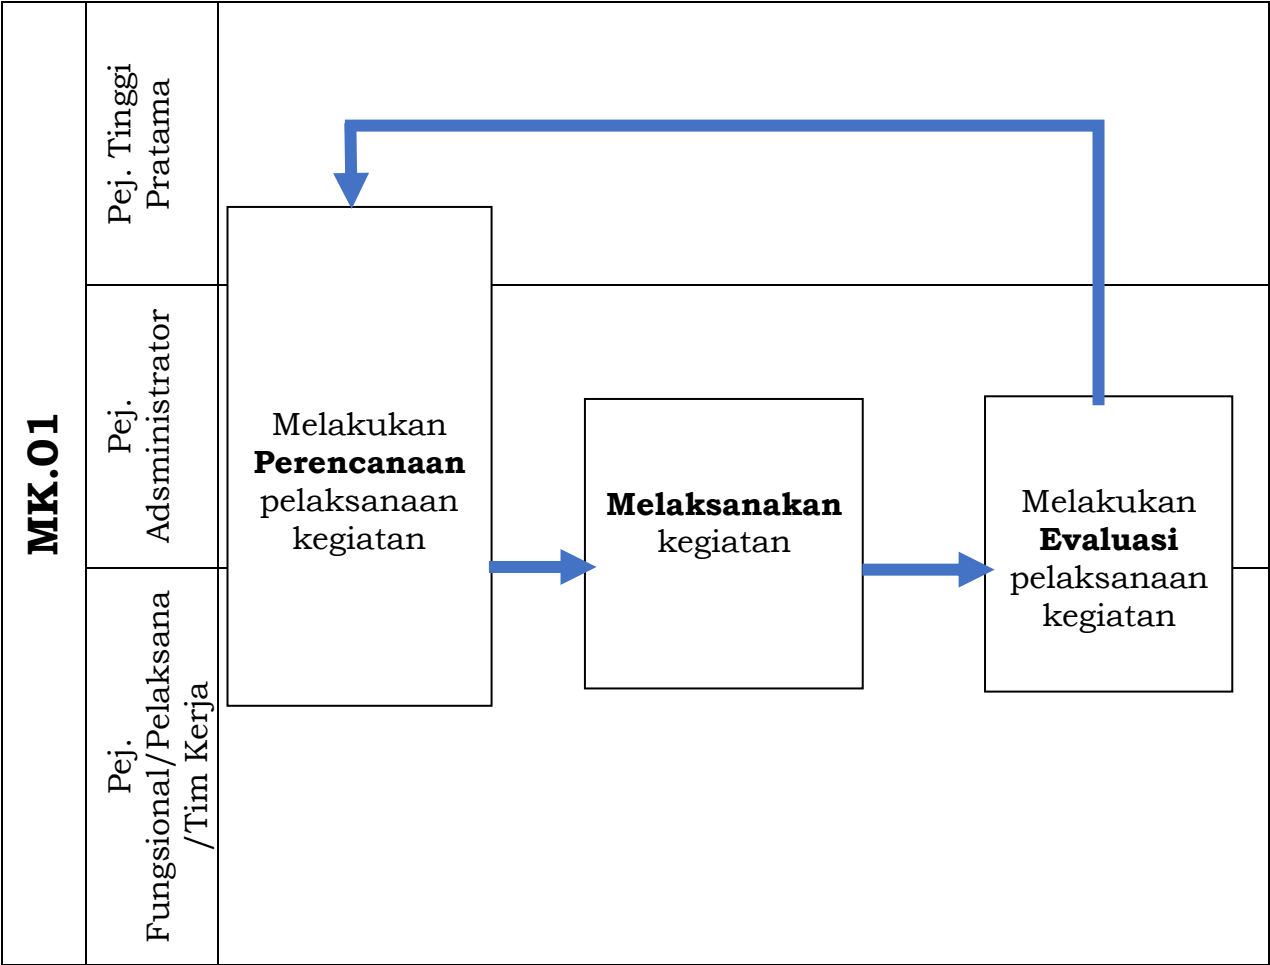 MK.01
Pej. Tinggi
Pratama
Pej.
Adsministrator
Pej.
Fungsional/Pelaksana
/Tim Kerja
Melakukan
Perencanaan
pelaksanaan
kegiatan
Melaksanakan
kegiatan
Melakukan
Evaluasi
pelaksanaan
kegiatan